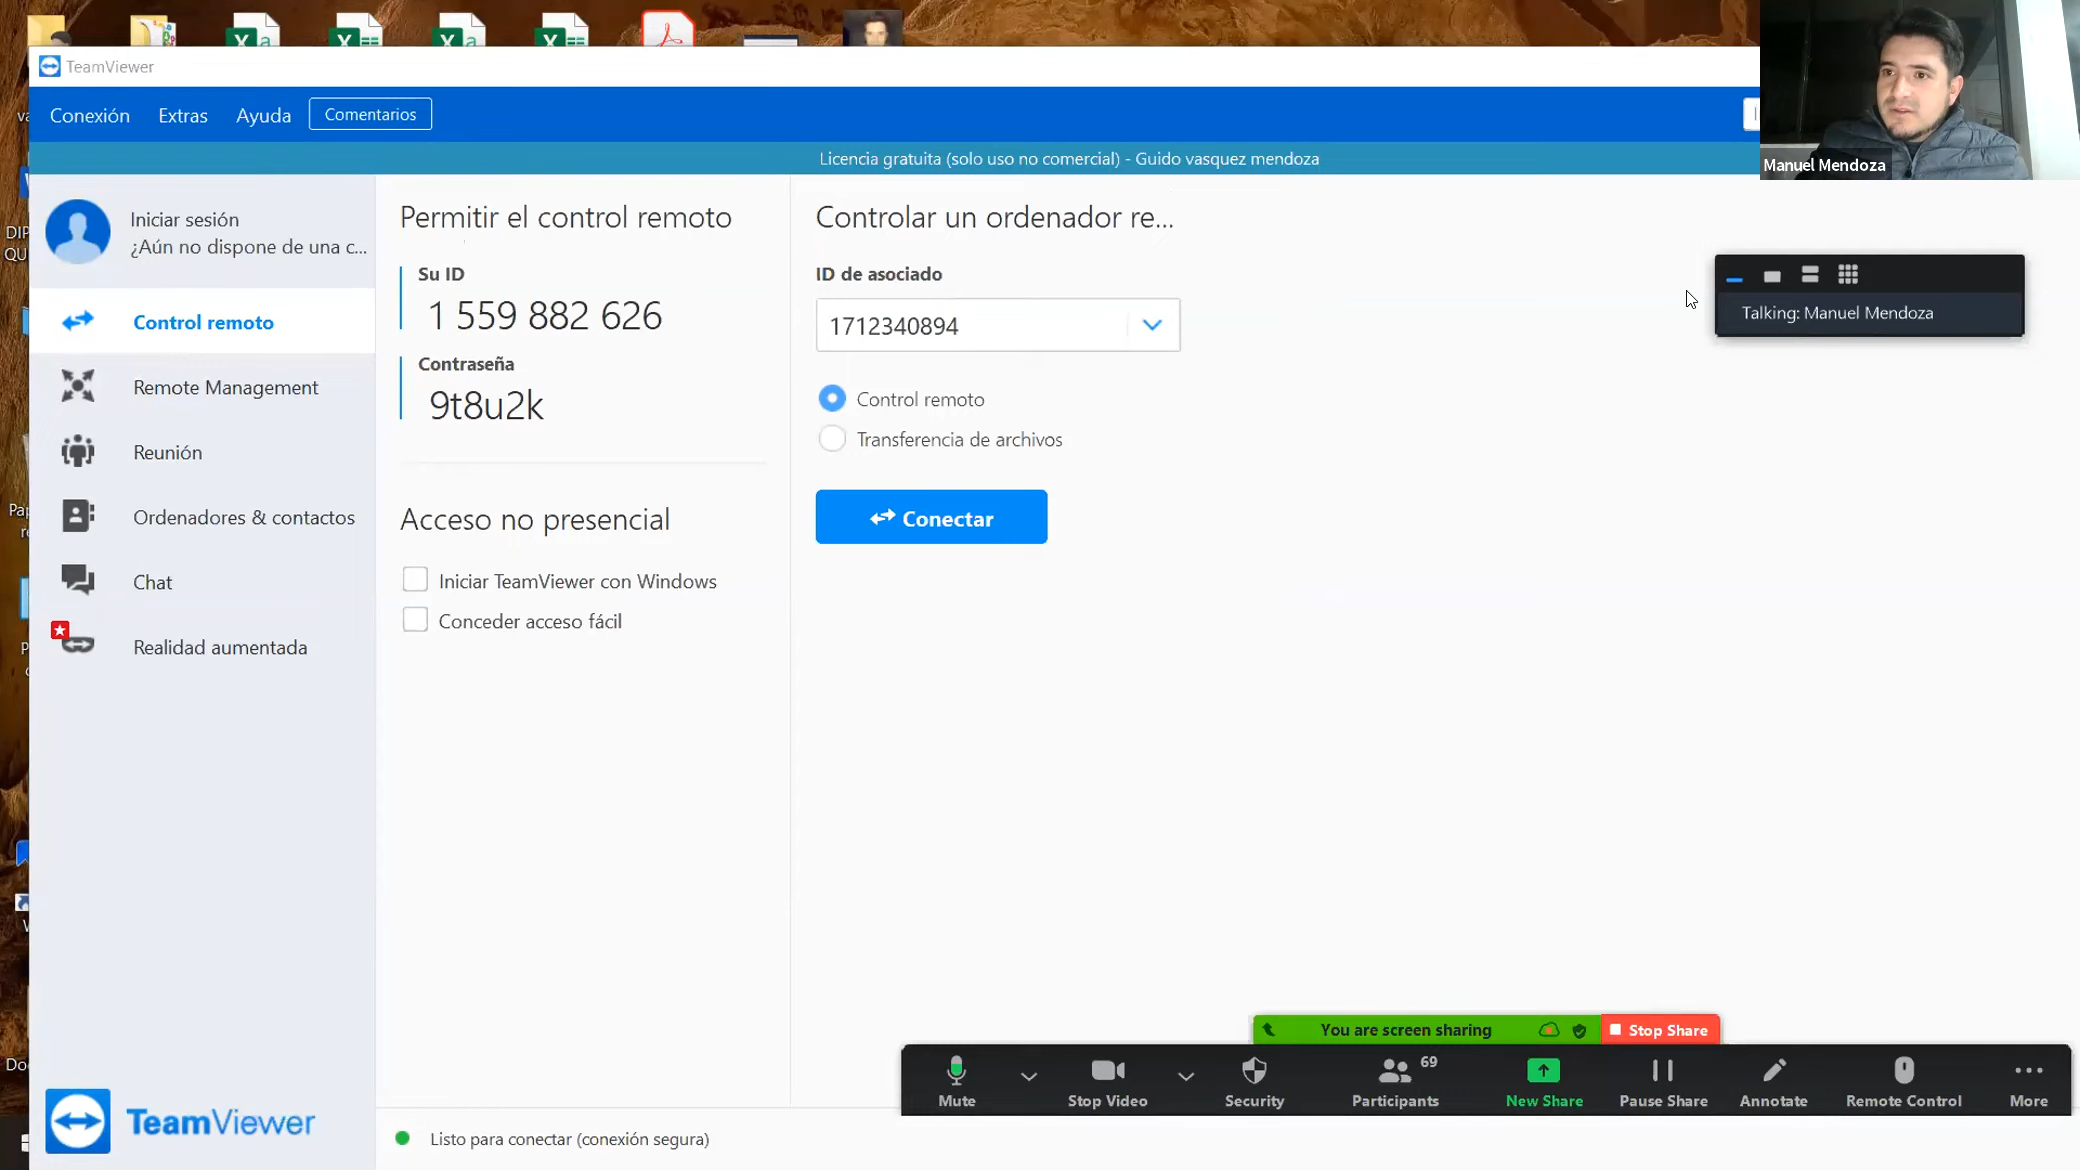 TeamViewer
Conexión
Extras
Ayuda
Comentarios
Licencia gratuita (solo uso no comercial) - Guido vasquez mendoza
Manuel Mendoza
Iniciar sesión
¿Aún no dispone de una c...
Control remoto
Remote Management
Reunión
Ordenadores & contactos
Chat
Realidad aumentada
TeamViewer
Permitir el control remoto
Su ID
1 559 882 626
Contraseña
9t8u2k
Acceso no presencial
Iniciar TeamViewer con Windows
Conceder acceso fácil
Controlar un ordenador re...
ID de asociado
1712340894
Control remoto
Transferencia de archivos
Conectar
Talking: Manuel Mendoza
You are screen sharing
Stop Share
Mute
Stop Video
Security
Participants
69
New Share
Pause Share
Annotate
Remote Control
More
Listo para conectar (conexión segura)